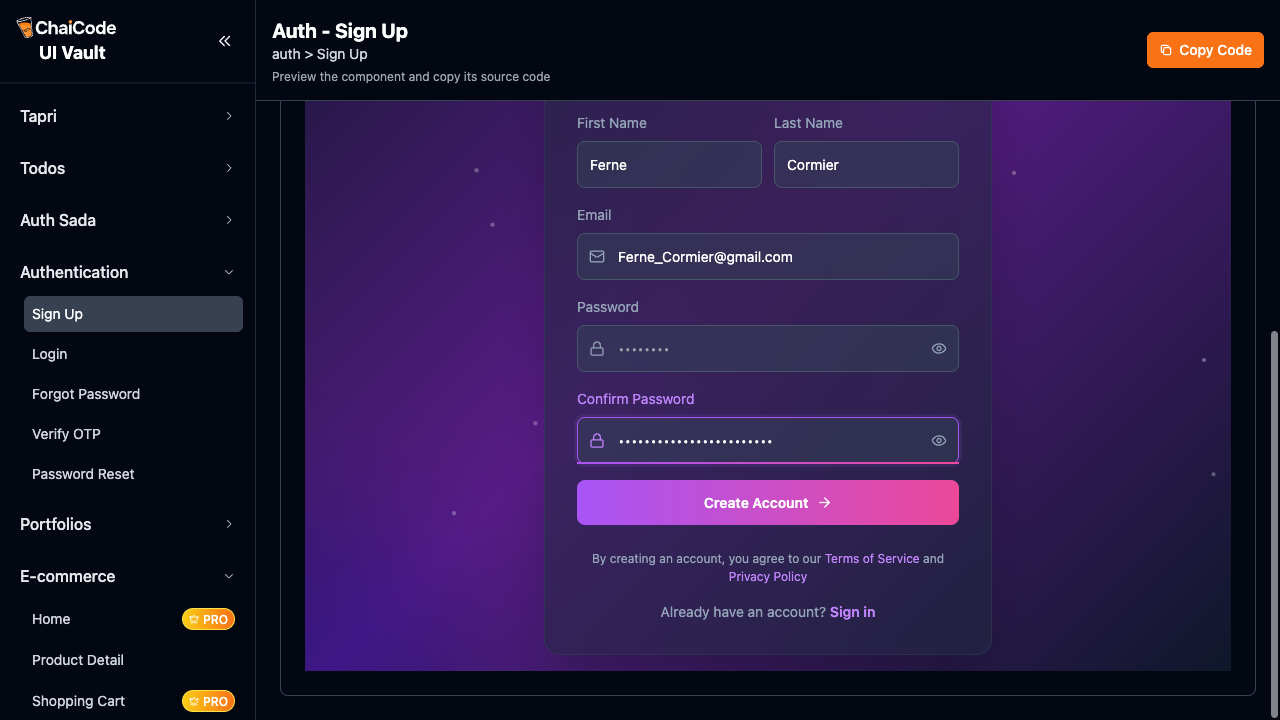 ChaiCode
UI Vault
Tapri
Todos
Auth Sada
Authentication
Sign Up
Login
Forgot Password
Verify OTP
Password Reset
Portfolios
E-commerce
Home
PRO
Product Detail
Shopping Cart
PRO
Auth - Sign Up
auth > Sign Up
Preview the component and copy its source code
Copy Code
First Name
Last Name
Ferne
Cormier
Email
Ferne_Cormier@gmail.com
Password
••••••••
Confirm Password
••••••••••••••••••••••••
Create Account
By creating an account, you agree to our Terms of Service and
Privacy Policy
Already have an account? Sign in